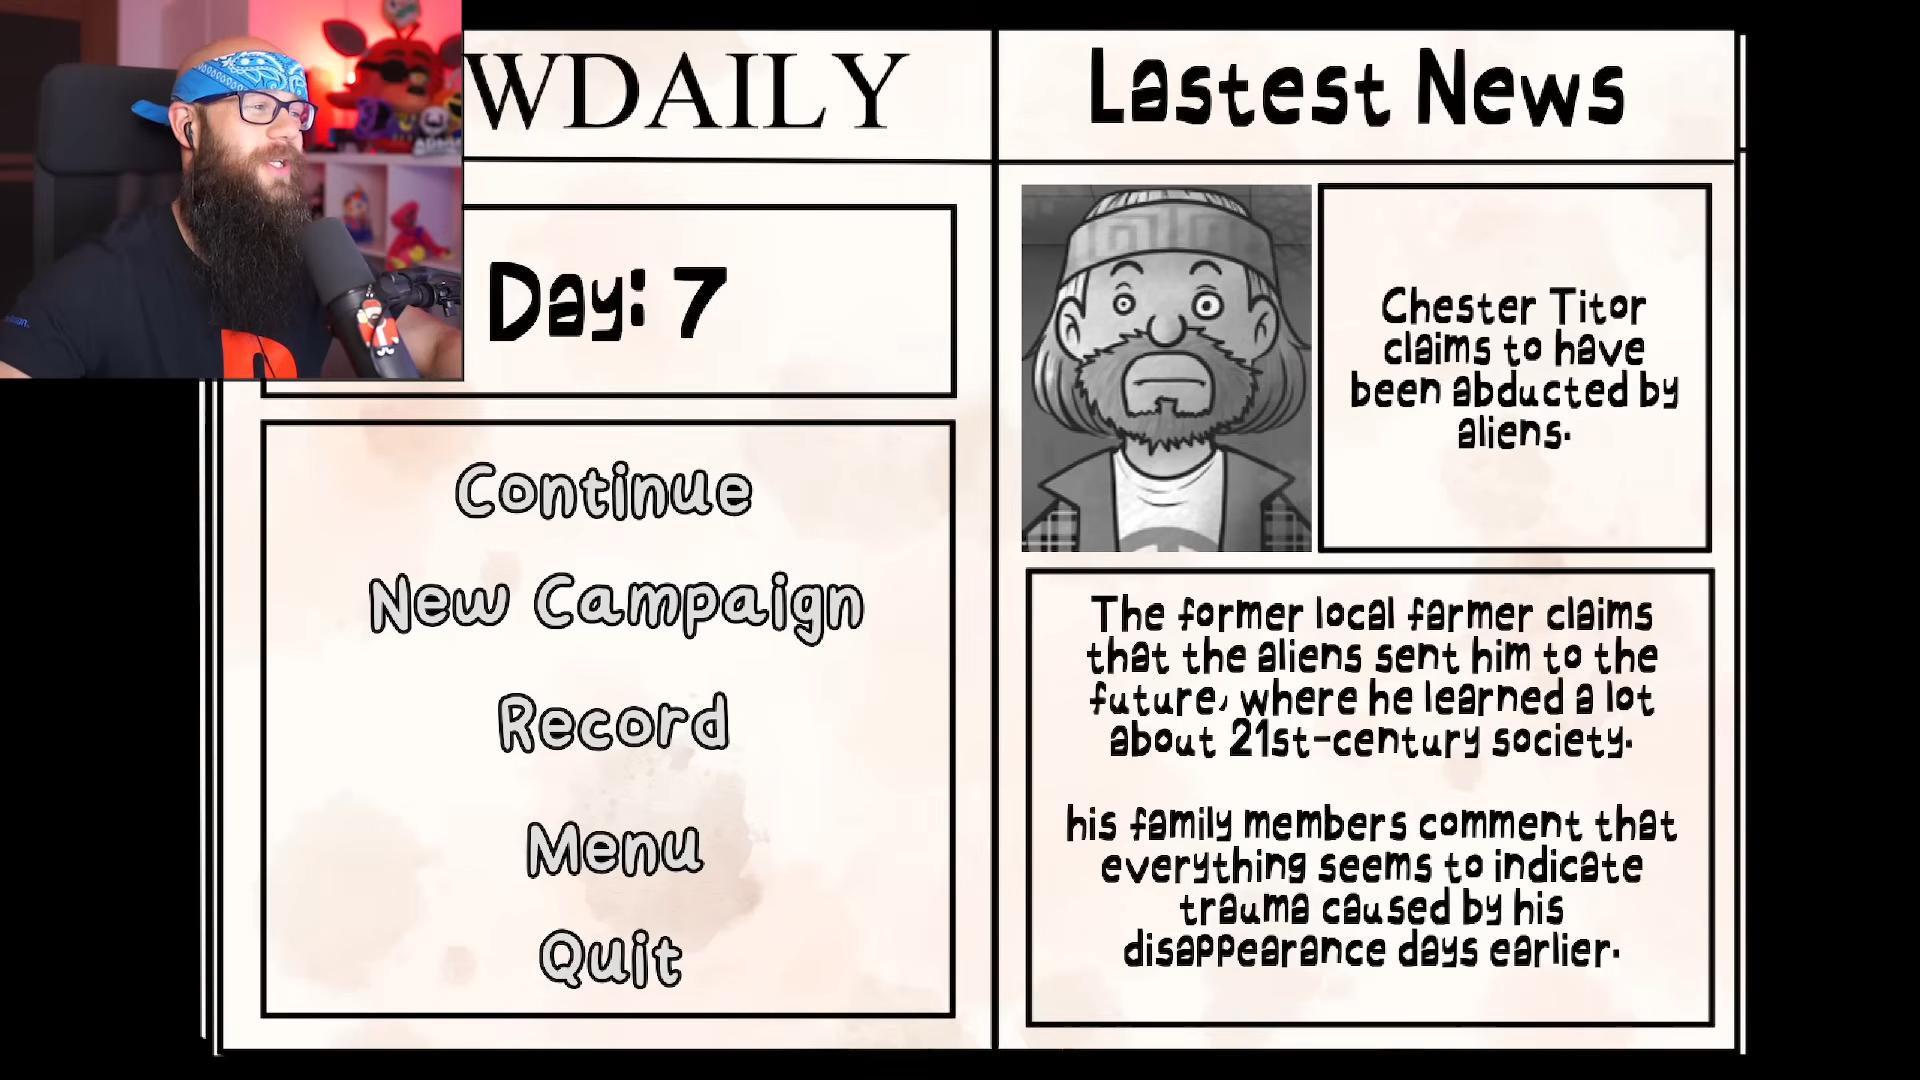 WDAILY
Lastest News
Day: 7
Continue
New Campaign
Record
Menu
Quit
Chester Titor
claims to have
been abducted by
aliens.
The former local farmer claims
that the aliens sent him to the
future, where he learned a lot
about 21st-century society.
his family members comment that
everything seems to indicate
trauma caused by his
disappearance days earlier.